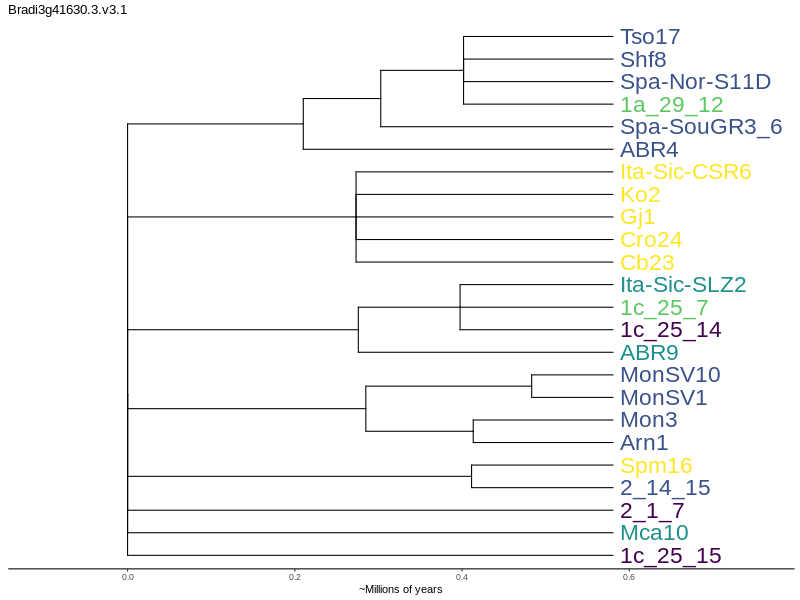 Bradi3g41630.3.v3.1
Tso17
Shf8
Spa-Nor-S11D
1a_29_12
Spa-SouGR3_6
ABR4
Ita-Sic-CSR6
Ko2
Gj1
Cro24
Cb23
Ita-Sic-SLZ2
1c_25_7
1c_25_14
ABR9
MonSV10
MonSV1
Mon3
Arn1
Spm16
2_14_15
2_1_7
Mca10
1c_25_15
0.0 0.2 0.4 0.6
~Millions of years